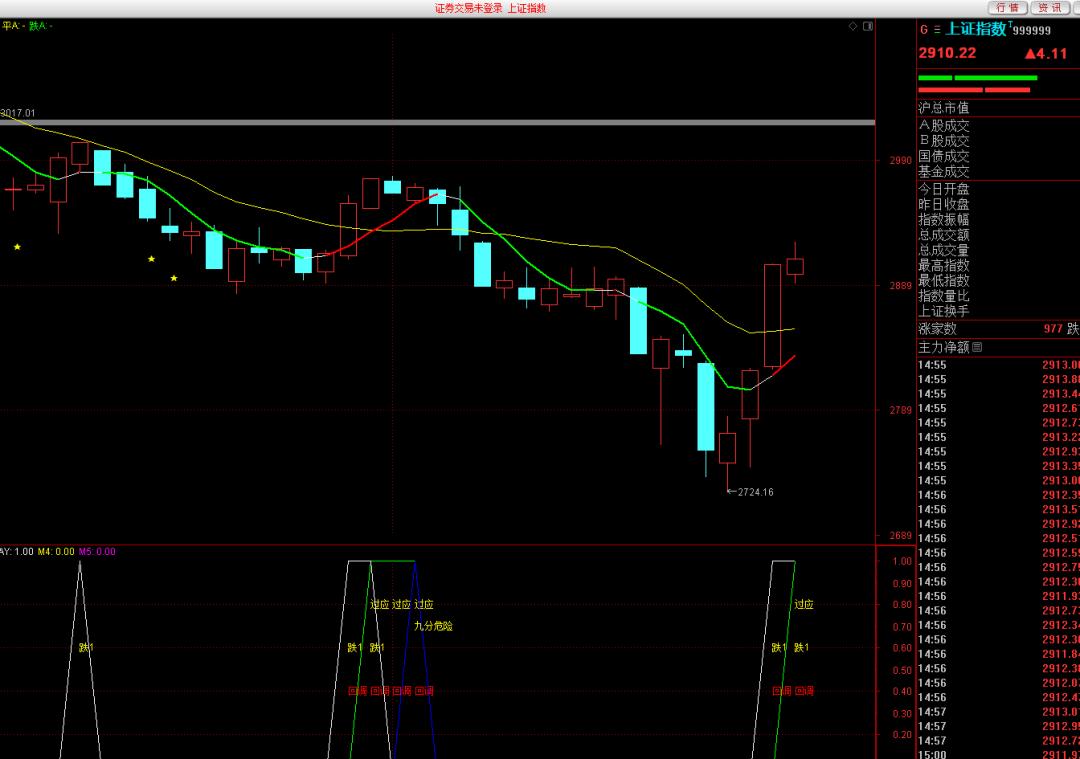 证券交易未登录 上证指数
行情 资讯
平A: - 跌A: -
G 上证指数 T 999999
2910.22 ▲4.11
3017.01
沪总市值
A股成交
B股成交
国债成交
基金成交
2990
今日开盘
昨日收盘
指数振幅
总成交额
总成交量
最高指数
最低指数
2889
指数量比
上证换手
涨家数 977 跌
主力净额
14:55
14:55
14:55
14:55 2912.6
14:55 2912.7
14:55 2913.2
14:55 2912.9
14:55 2913.3
14:55 2913.0
14:56 2912.3
14:56 2913.5
14:56 2912.9
14:56 2912.5
14:56 2912.5
14:56 2912.7
14:56 2912.3
14:56 2911.9
14:56 2912.7
14:56 2912.3
14:56 2912.3
14:56 2911.8
14:56 2912.3
14:56 2912.0
14:56 2912.4
14:57 2913.0
14:57 2912.9
14:57 2912.7
15:00 2911.9
2789
←2724.16
2689
AY: 1.00 M4: 0.00 M5: 0.00
1.00
0.90
0.80
0.70
0.60
0.50
0.40
0.30
0.20
过应 过应 过应 过应
九分危险
跌1 跌1 跌1 跌1 跌1
回调 回调 回调 回调 回调 回调